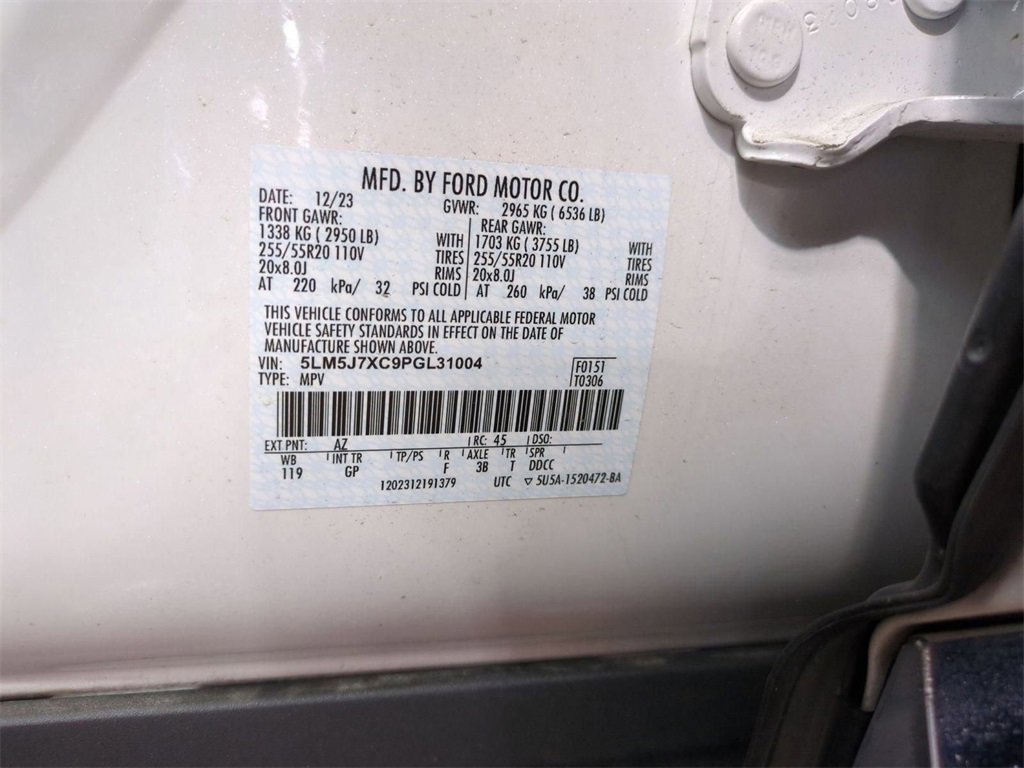 MFD. BY FORD MOTOR CO.
DATE: 12/23 GVWR: 2965 KG ( 6536 LB)
FRONT GAWR: REAR GAWR:
1338 KG ( 2950 LB) WITH 1703 KG ( 3755 LB) WITH
255/55R20 110V TIRES 255/55R20 110V TIRES
20x8.0J RIMS 20x8.0J RIMS
AT 220 kPa/ 32 PSI COLD AT 260 kPa/ 38 PSI COLD
THIS VEHICLE CONFORMS TO ALL APPLICABLE FEDERAL MOTOR
VEHICLE SAFETY STANDARDS IN EFFECT ON THE DATE OF
MANUFACTURE SHOWN ABOVE.
VIN: 5LM5J7XC9PGL31004 F0151
TYPE: MPV T0306
EXT PNT: AZ RC: 45 DSO:
WB INT TR TP/PS R AXLE TR SPR
119 GP F 3B T DDCC
1202312191379 UTC ▽ 5U5A-1520472-BA